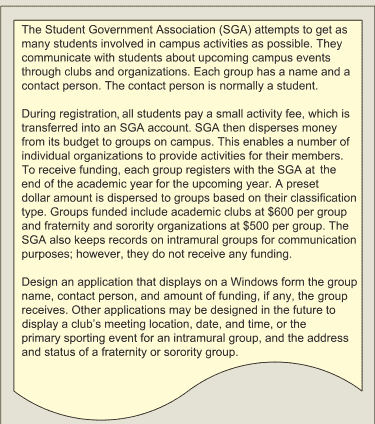 The Student Government Association (SGA) attempts to get as
many students involved in campus activities as possible. They
communicate with students about upcoming campus events
through clubs and organizations. Each group has a name and a
contact person. The contact person is normally a student.
During registration, all students pay a small activity fee, which is
transferred into an SGA account. SGA then disperses money
from its budget to groups on campus. This enables a number of
individual organizations to provide activities for their members.
To receive funding, each group registers with the SGA at the
end of the academic year for the upcoming year. A preset
dollar amount is dispersed to groups based on their classification
type. Groups funded include academic clubs at $600 per group
and fraternity and sorority organizations at $500 per group. The
SGA also keeps records on intramural groups for communication
purposes; however, they do not receive any funding.
Design an application that displays on a Windows form the group
name, contact person, and amount of funding, if any, the group
receives. Other applications may be designed in the future to
display a club's meeting location, date, and time, or the
primary sporting event for an intramural group, and the address
and status of a fraternity or sorority group.